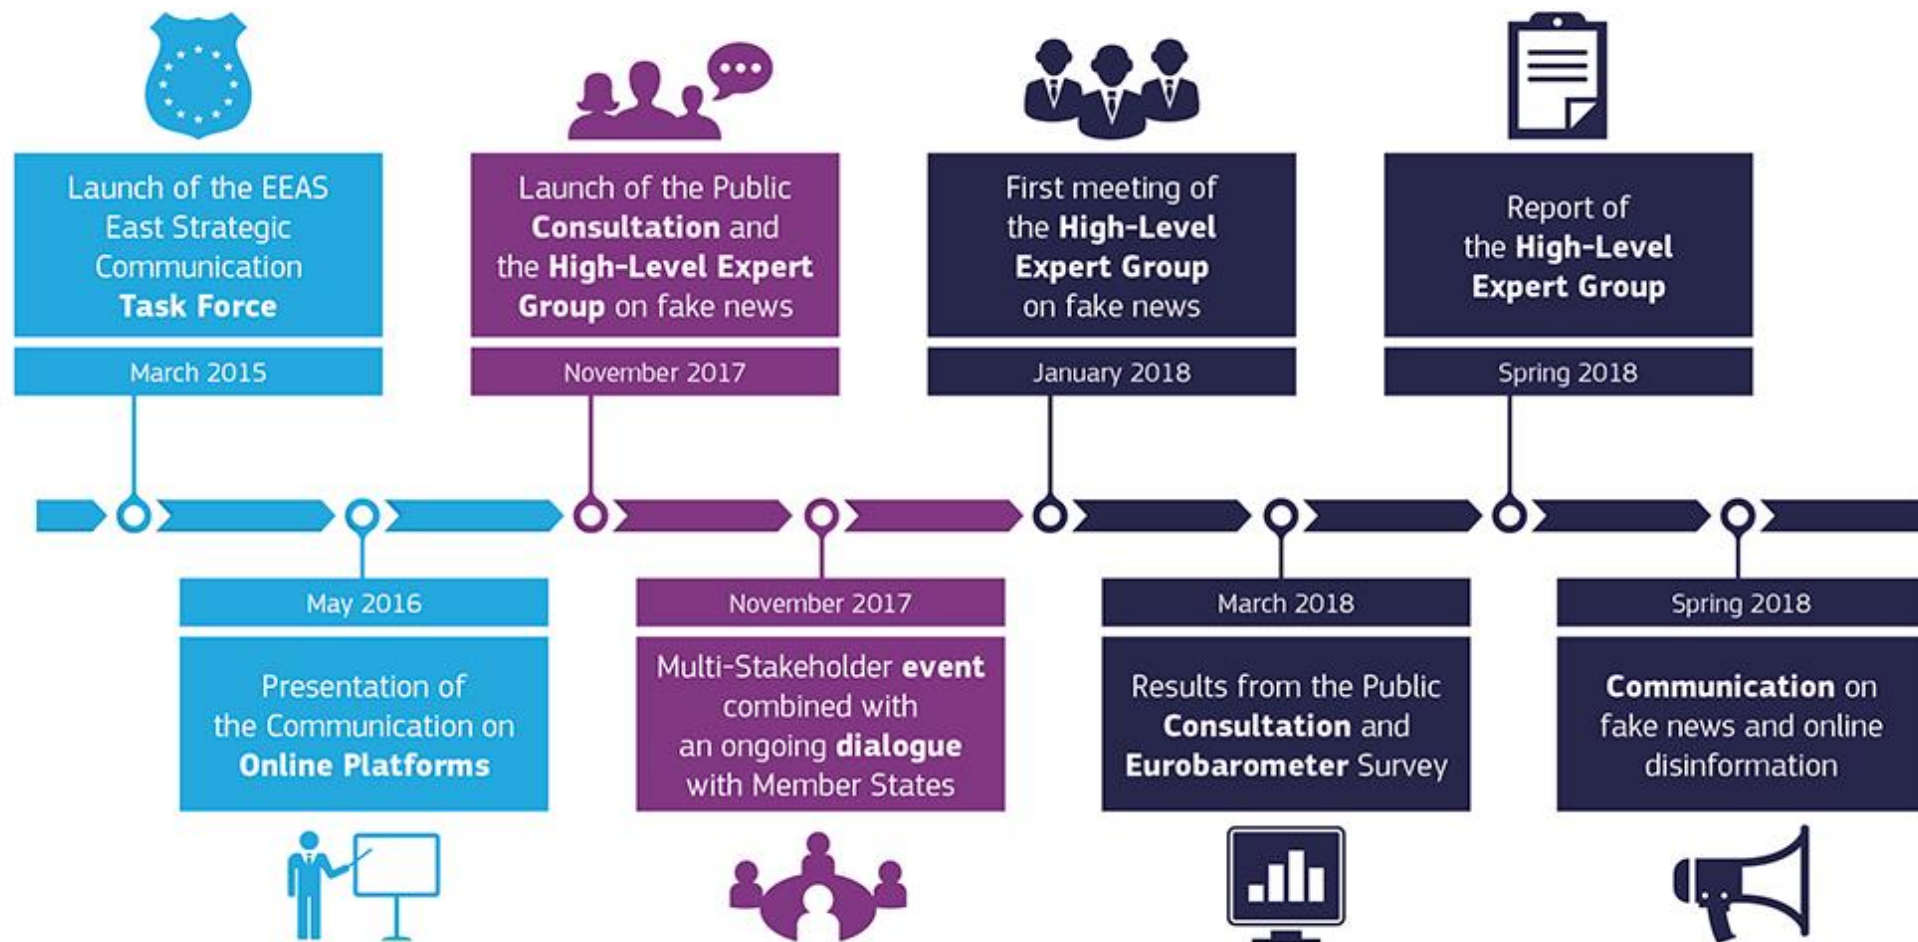 Launch of the EEAS
East Strategic
Communication
Task Force
March 2015
Launch of the Public
Consultation and
the High-Level Expert
Group on fake news
November 2017
First meeting of
the High-Level
Expert Group
on fake news
January 2018
Report of
the High-Level
Expert Group
Spring 2018
May 2016
Presentation of
the Communication on
Online Platforms
November 2017
Multi-Stakeholder event
combined with
an ongoing dialogue
with Member States
March 2018
Results from the Public
Consultation and
Eurobarometer Survey
Spring 2018
Communication on
fake news and online
disinformation